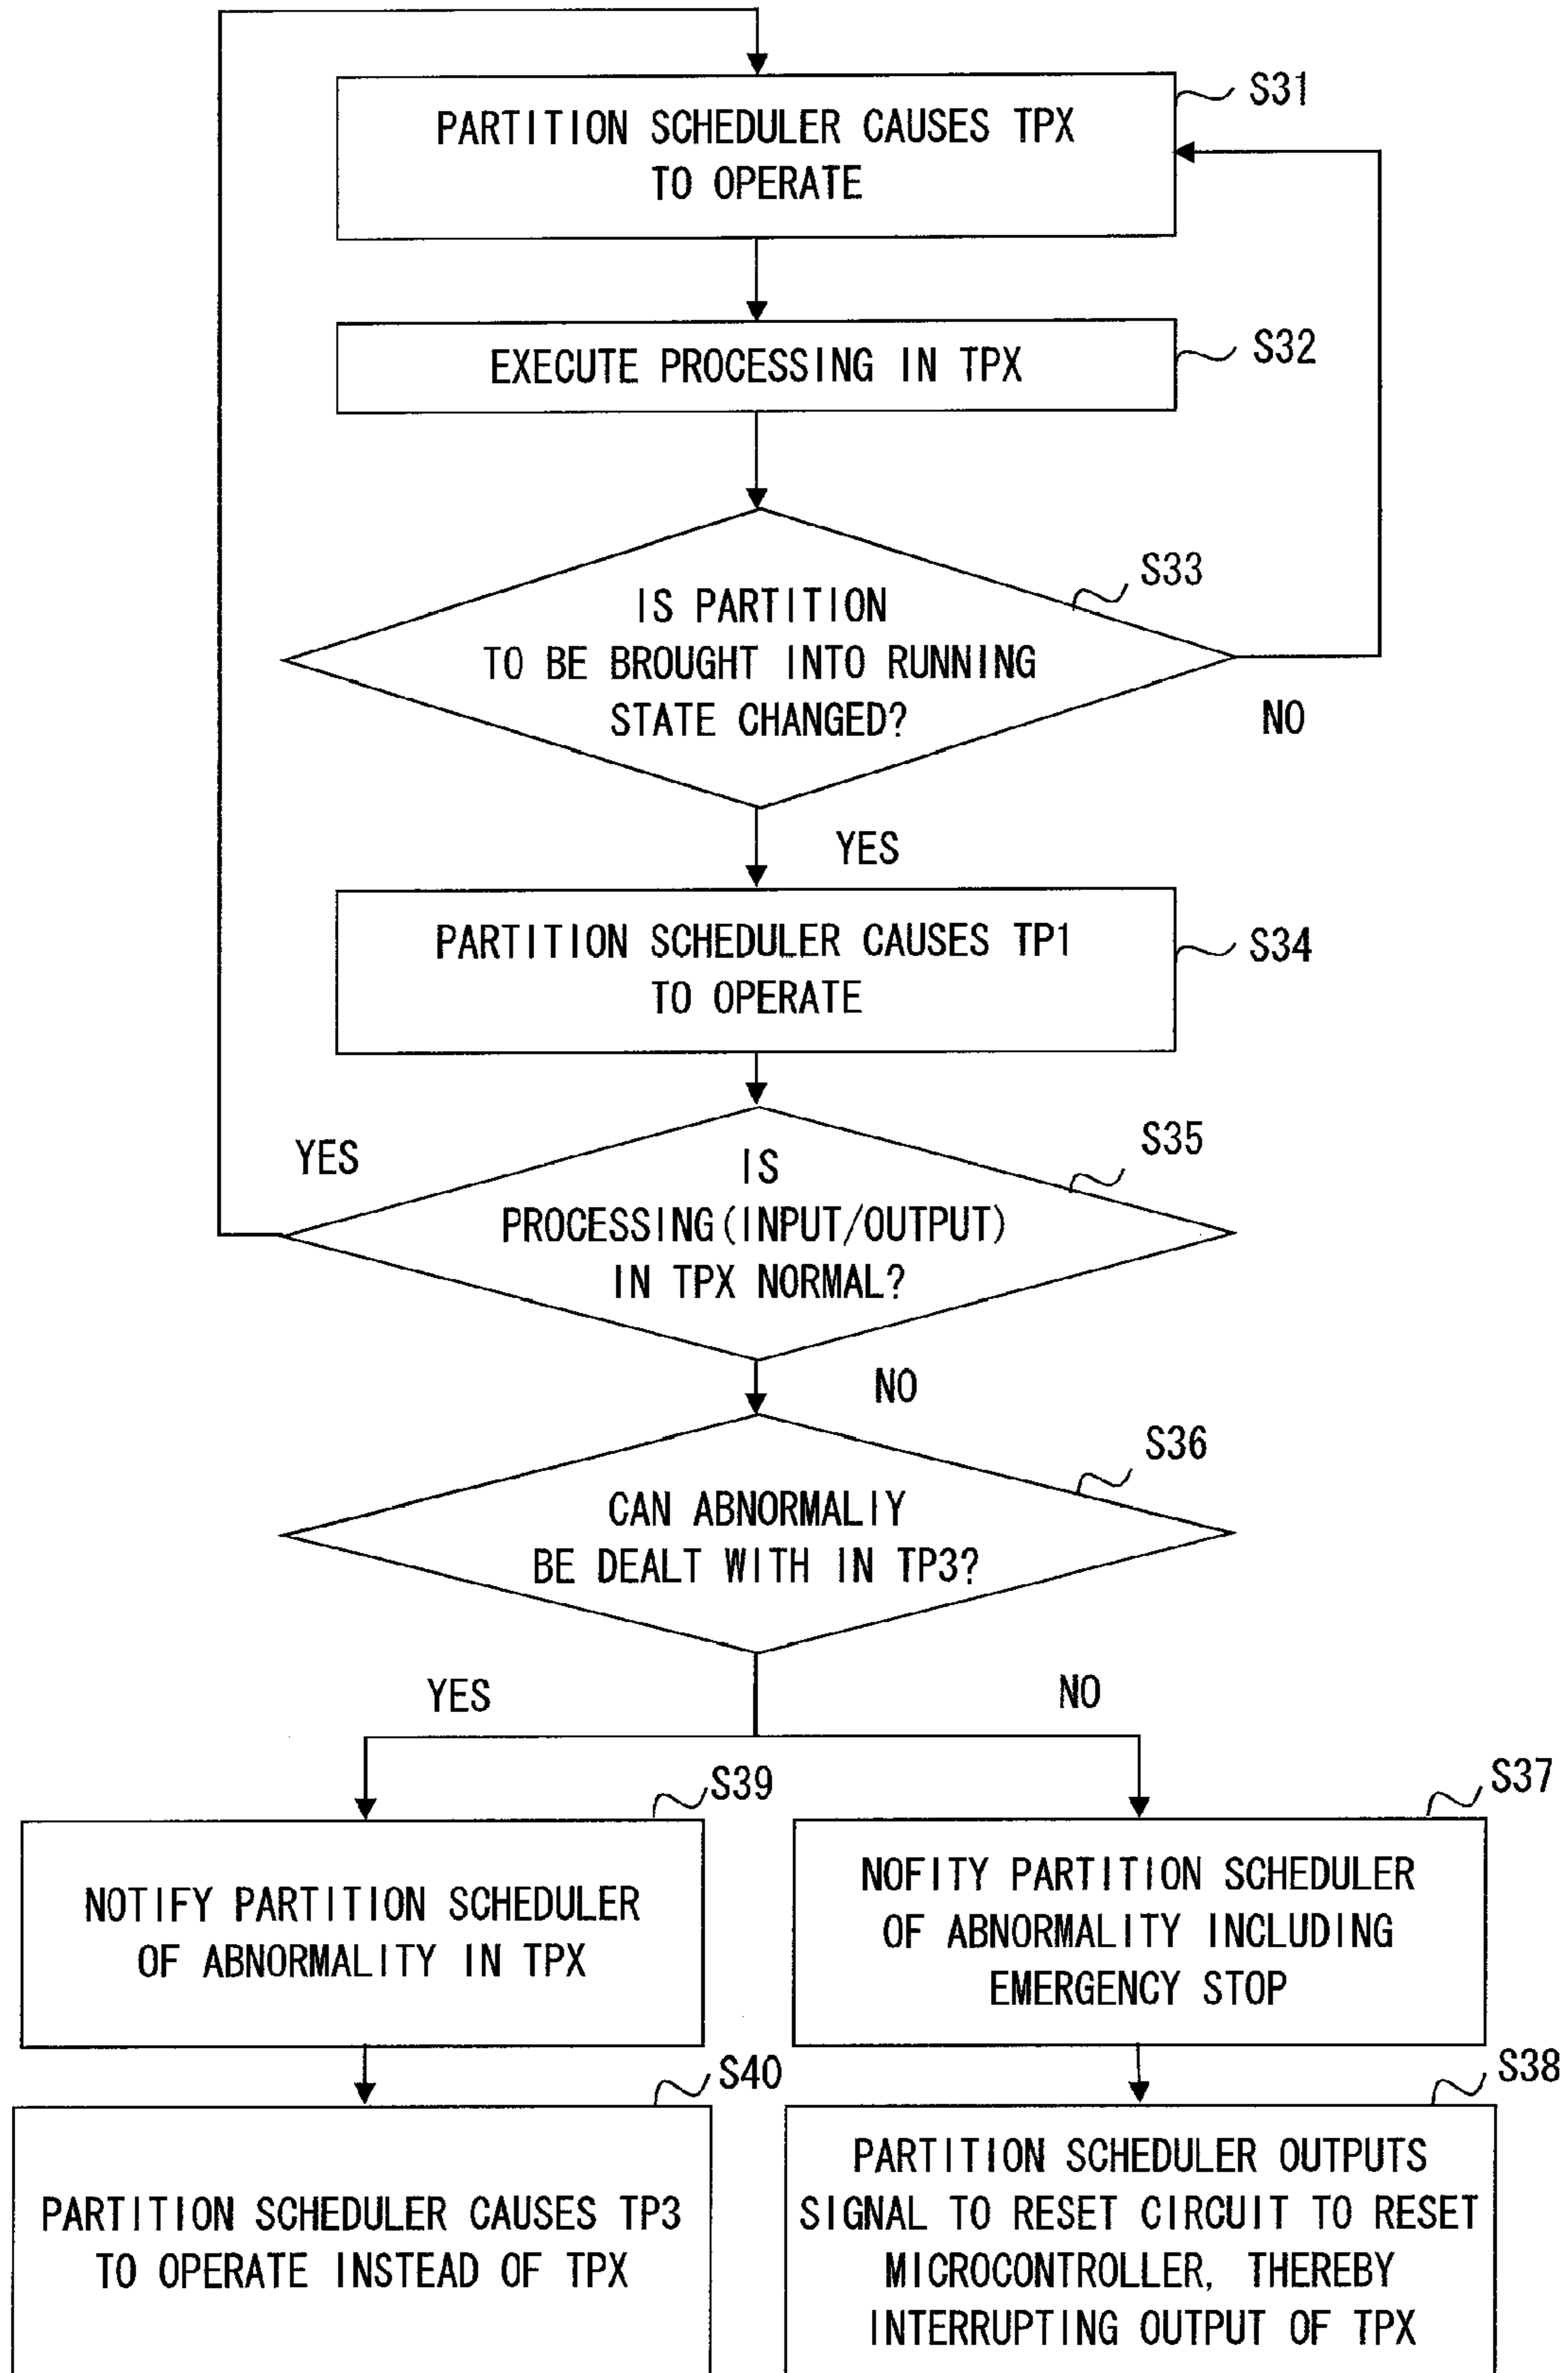 S31
PARTITION SCHEDULER CAUSES TPX
TO OPERATE
EXECUTE PROCESSING IN TPX
S32
S33
IS PARTITION
TO BE BROUGHT INTO RUNNING
STATE CHANGED?
NO
YES
PARTITION SCHEDULER CAUSES TP1
TO OPERATE
S34
YES
S35
IS
PROCESSING(INPUT/OUTPUT)
IN TPX NORMAL?
NO
S36
CAN ABNORMALIY
BE DEALT WITH IN TP3?
YES
NO
S39
S37
NOTIFY PARTITION SCHEDULER
OF ABNORMALITY IN TPX
NOFITY PARTITION SCHEDULER
OF ABNORMALITY INCLUDING
EMERGENCY STOP
S40
S38
PARTITION SCHEDULER CAUSES TP3
TO OPERATE INSTEAD OF TPX
PARTITION SCHEDULER OUTPUTS
SIGNAL TO RESET CIRCUIT TO RESET
MICROCONTROLLER, THEREBY
INTERRUPTING OUTPUT OF TPX